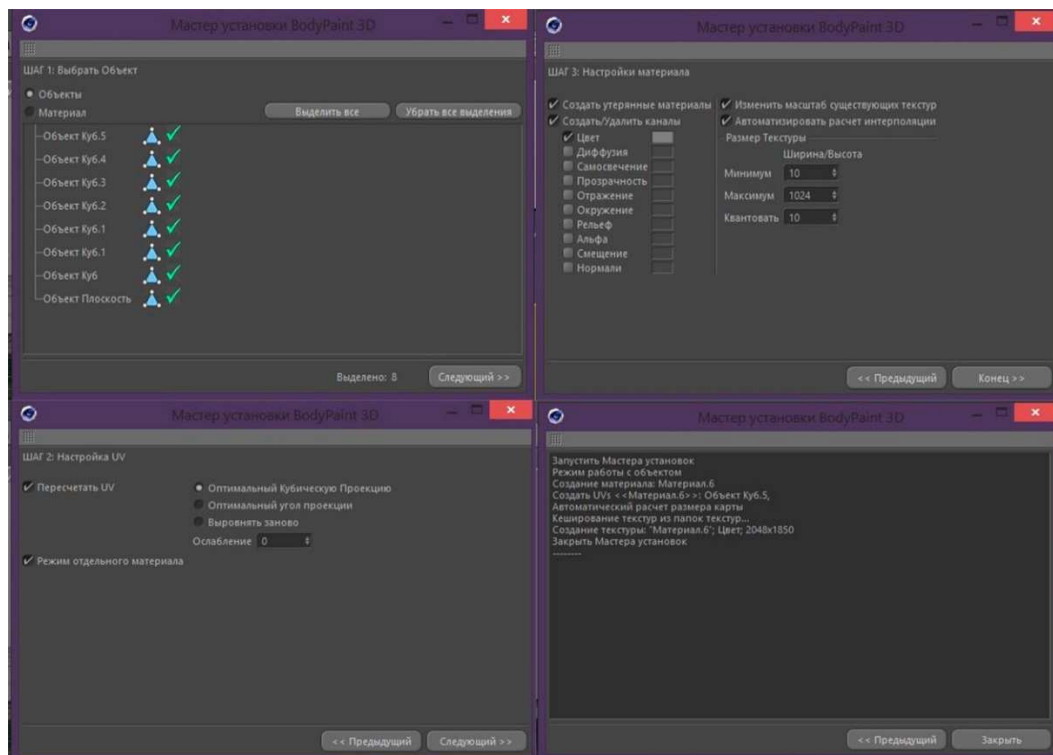 Мастер установки BodyPaint 3D
ШАГ 1: Выбрать Объект
Объекты
Материал
Выделить все
Убрать все выделения
Объект Куб.5
Объект Куб.4
Объект Куб.3
Объект Куб.2
Объект Куб.1
Объект Куб.1
Объект Куб
Объект Плоскость
Выделено: 8
Следующий >>
Мастер установки BodyPaint 3D
ШАГ 3: Настройки материала
Создать утерянные материалы
Создать/Удалить каналы
Цвет
Диффузия
Самосвечение
Прозрачность
Отражение
Окружение
Рельеф
Альфа
Смещение
Нормали
Изменить масштаб существующих текстур
Автоматизировать расчет интерполяции
Размер Текстуры
Ширина/Высота
Минимум 10
Максимум 1024
Квантовать 10
<< Предыдущий
Конец >>
Мастер установки BodyPaint 3D
ШАГ 2: Настройка UV
Пересчетать UV
Оптимальный Кубическую Проекцию
Оптимальный угол проекции
Выровнять заново
Ослабление 0
Режим отдельного материала
<< Предыдущий
Следующий >>
Мастер установки BodyPaint 3D
Запустить Мастера установок
Режим работы с объектом
Создание материала: Материал.6
Создать UVs <<Материал.6>>: Объект Куб.5,
Автоматический расчет размера карты
Кеширование текстур из папок текстур...
Создание текстуры: "Материал.6"; Цвет; 2048x1850
Закрыть Мастера установок
--------
<< Предыдущий
Закрыть